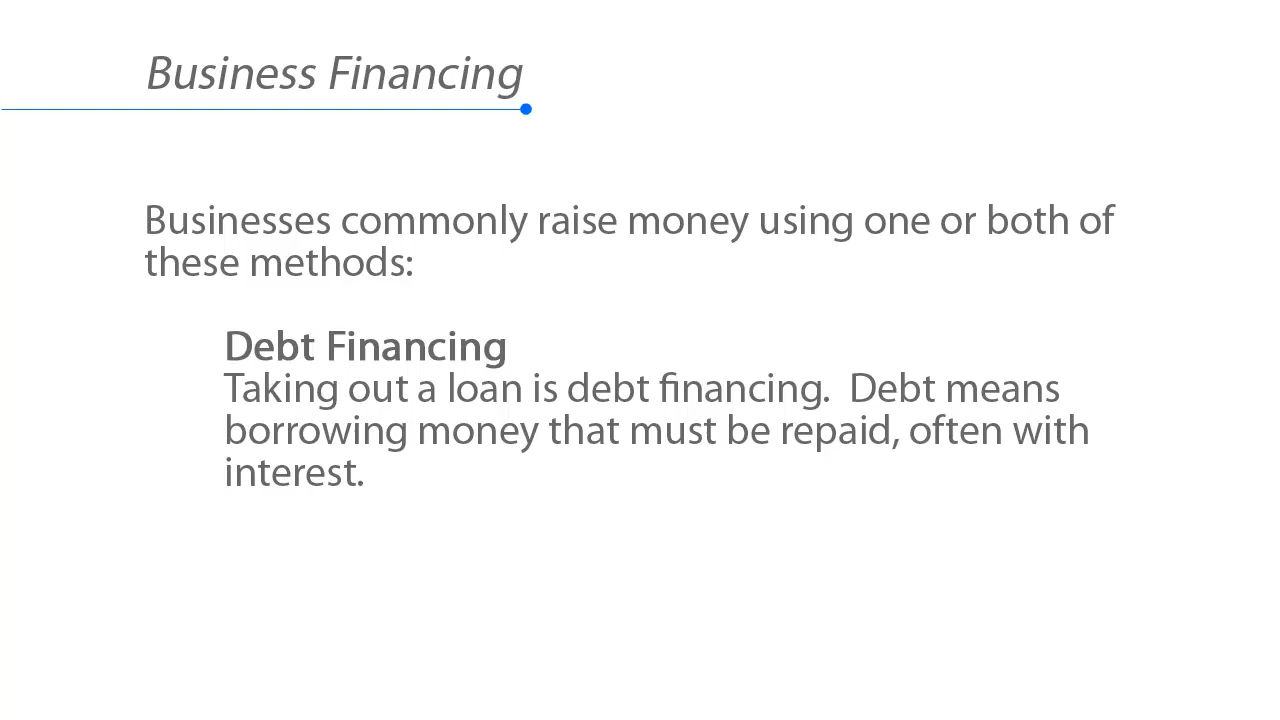 Business Financing
Businesses commonly raise money using one or both of
these methods:
Debt Financing
Taking out a loan is debt financing.  Debt means
borrowing money that must be repaid, often with
interest.